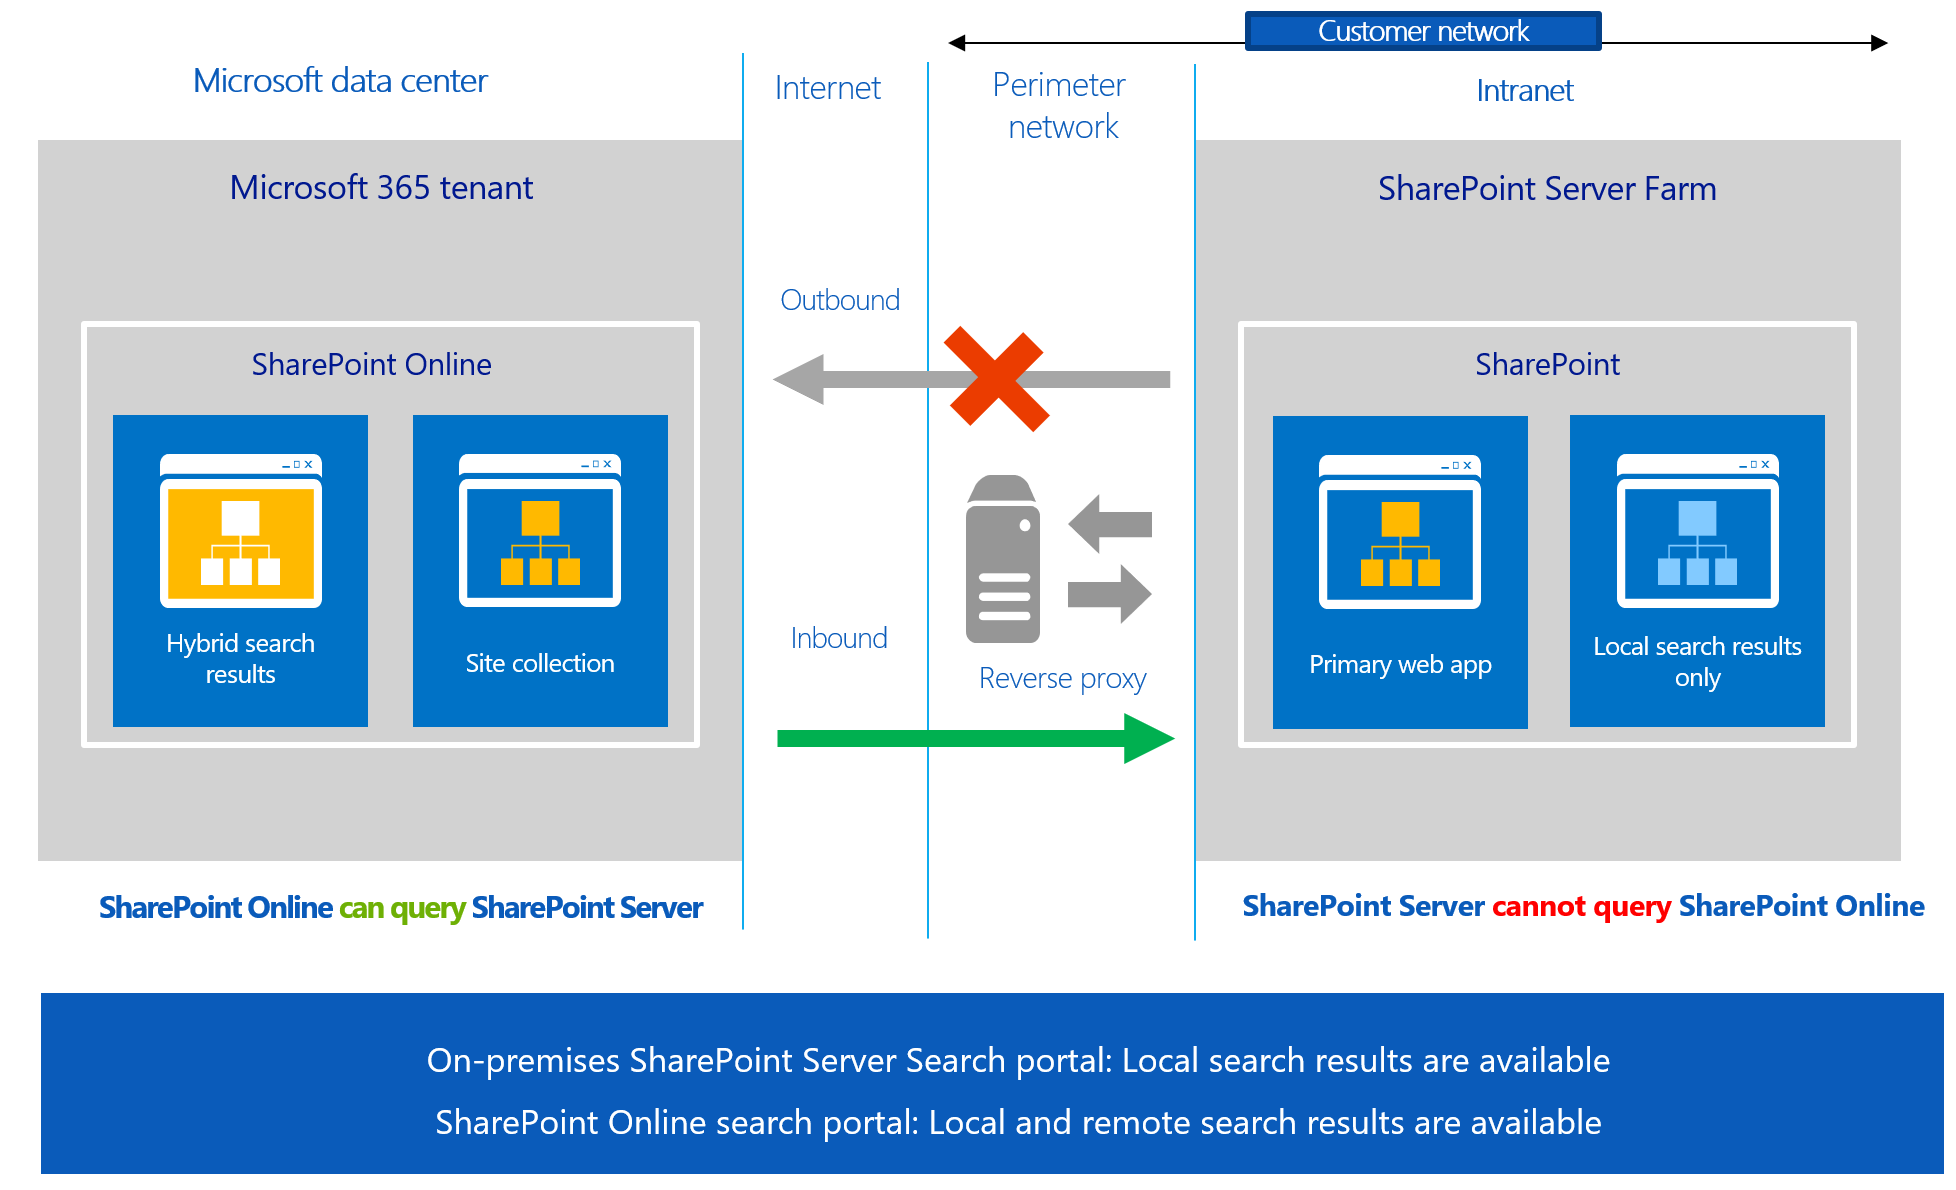 Customer network
Microsoft data center
Internet
Perimeter
network
Intranet
Microsoft 365 tenant
SharePoint Server Farm
Outbound
SharePoint Online
SharePoint
Hybrid search
results
Site collection
Inbound
Reverse proxy
Primary web app
Local search results
only
SharePoint Online can query SharePoint Server
SharePoint Server cannot query SharePoint Online
On-premises SharePoint Server Search portal: Local search results are available
SharePoint Online search portal: Local and remote search results are available